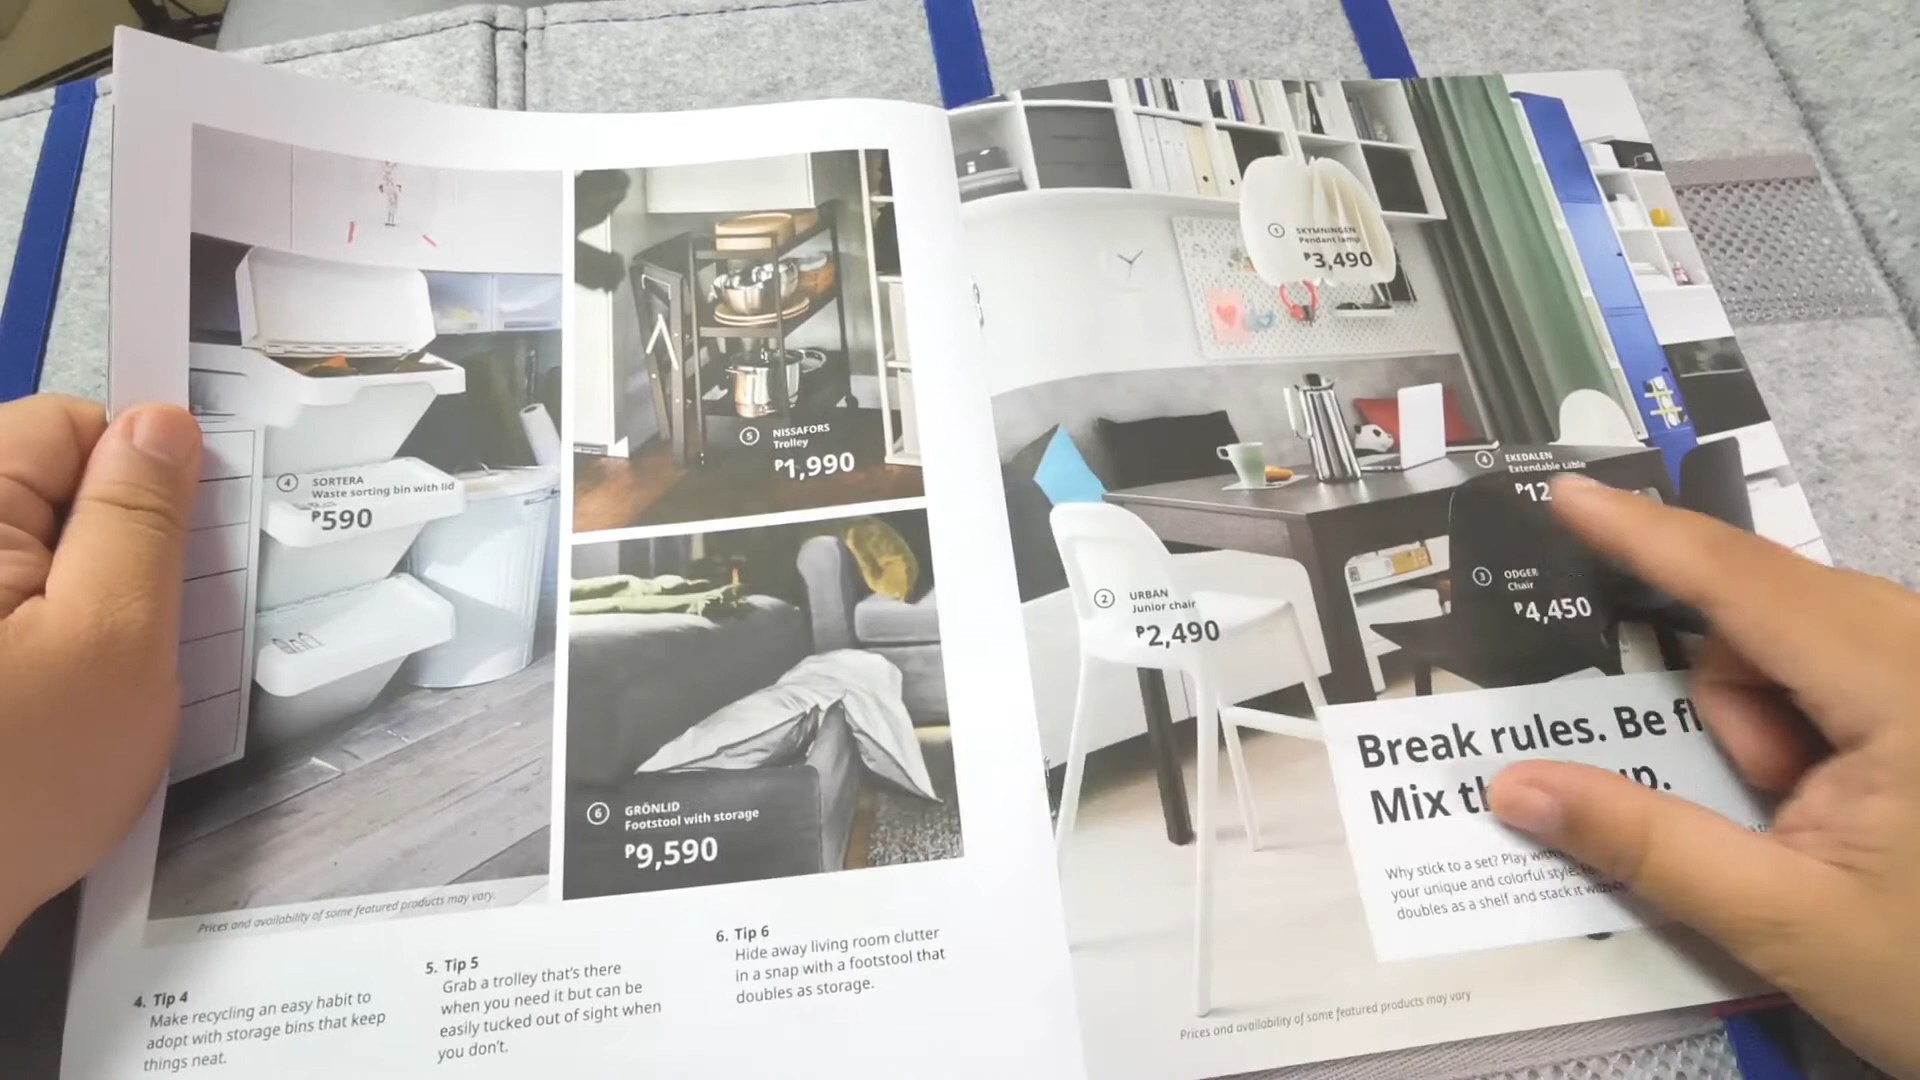 4 SORTERA
Waste sorting bin with lid
₱590
5 NISSAFORS
Trolley
₱1,990
6 GRÖNLID
Footstool with storage
₱9,590
Prices and availability of some featured products may vary.
4. Tip 4
Make recycling an easy habit to
adopt with storage bins that keep
things neat.
5. Tip 5
Grab a trolley that's there
when you need it but can be
easily tucked out of sight when
you don't.
6. Tip 6
Hide away living room clutter
in a snap with a footstool that
doubles as storage.
1 SKYMNINGEN
Pendant lamp
₱3,490
4 EKEDALEN
Extendable table
₱12
3 ODGER
Chair
₱4,450
2 URBAN
Junior chair
₱2,490
Break rules. Be
Mix up.
Why stick to a set? Play with
your unique and colorful style.
doubles as a shelf and stack it with
Prices and availability of some featured products may vary